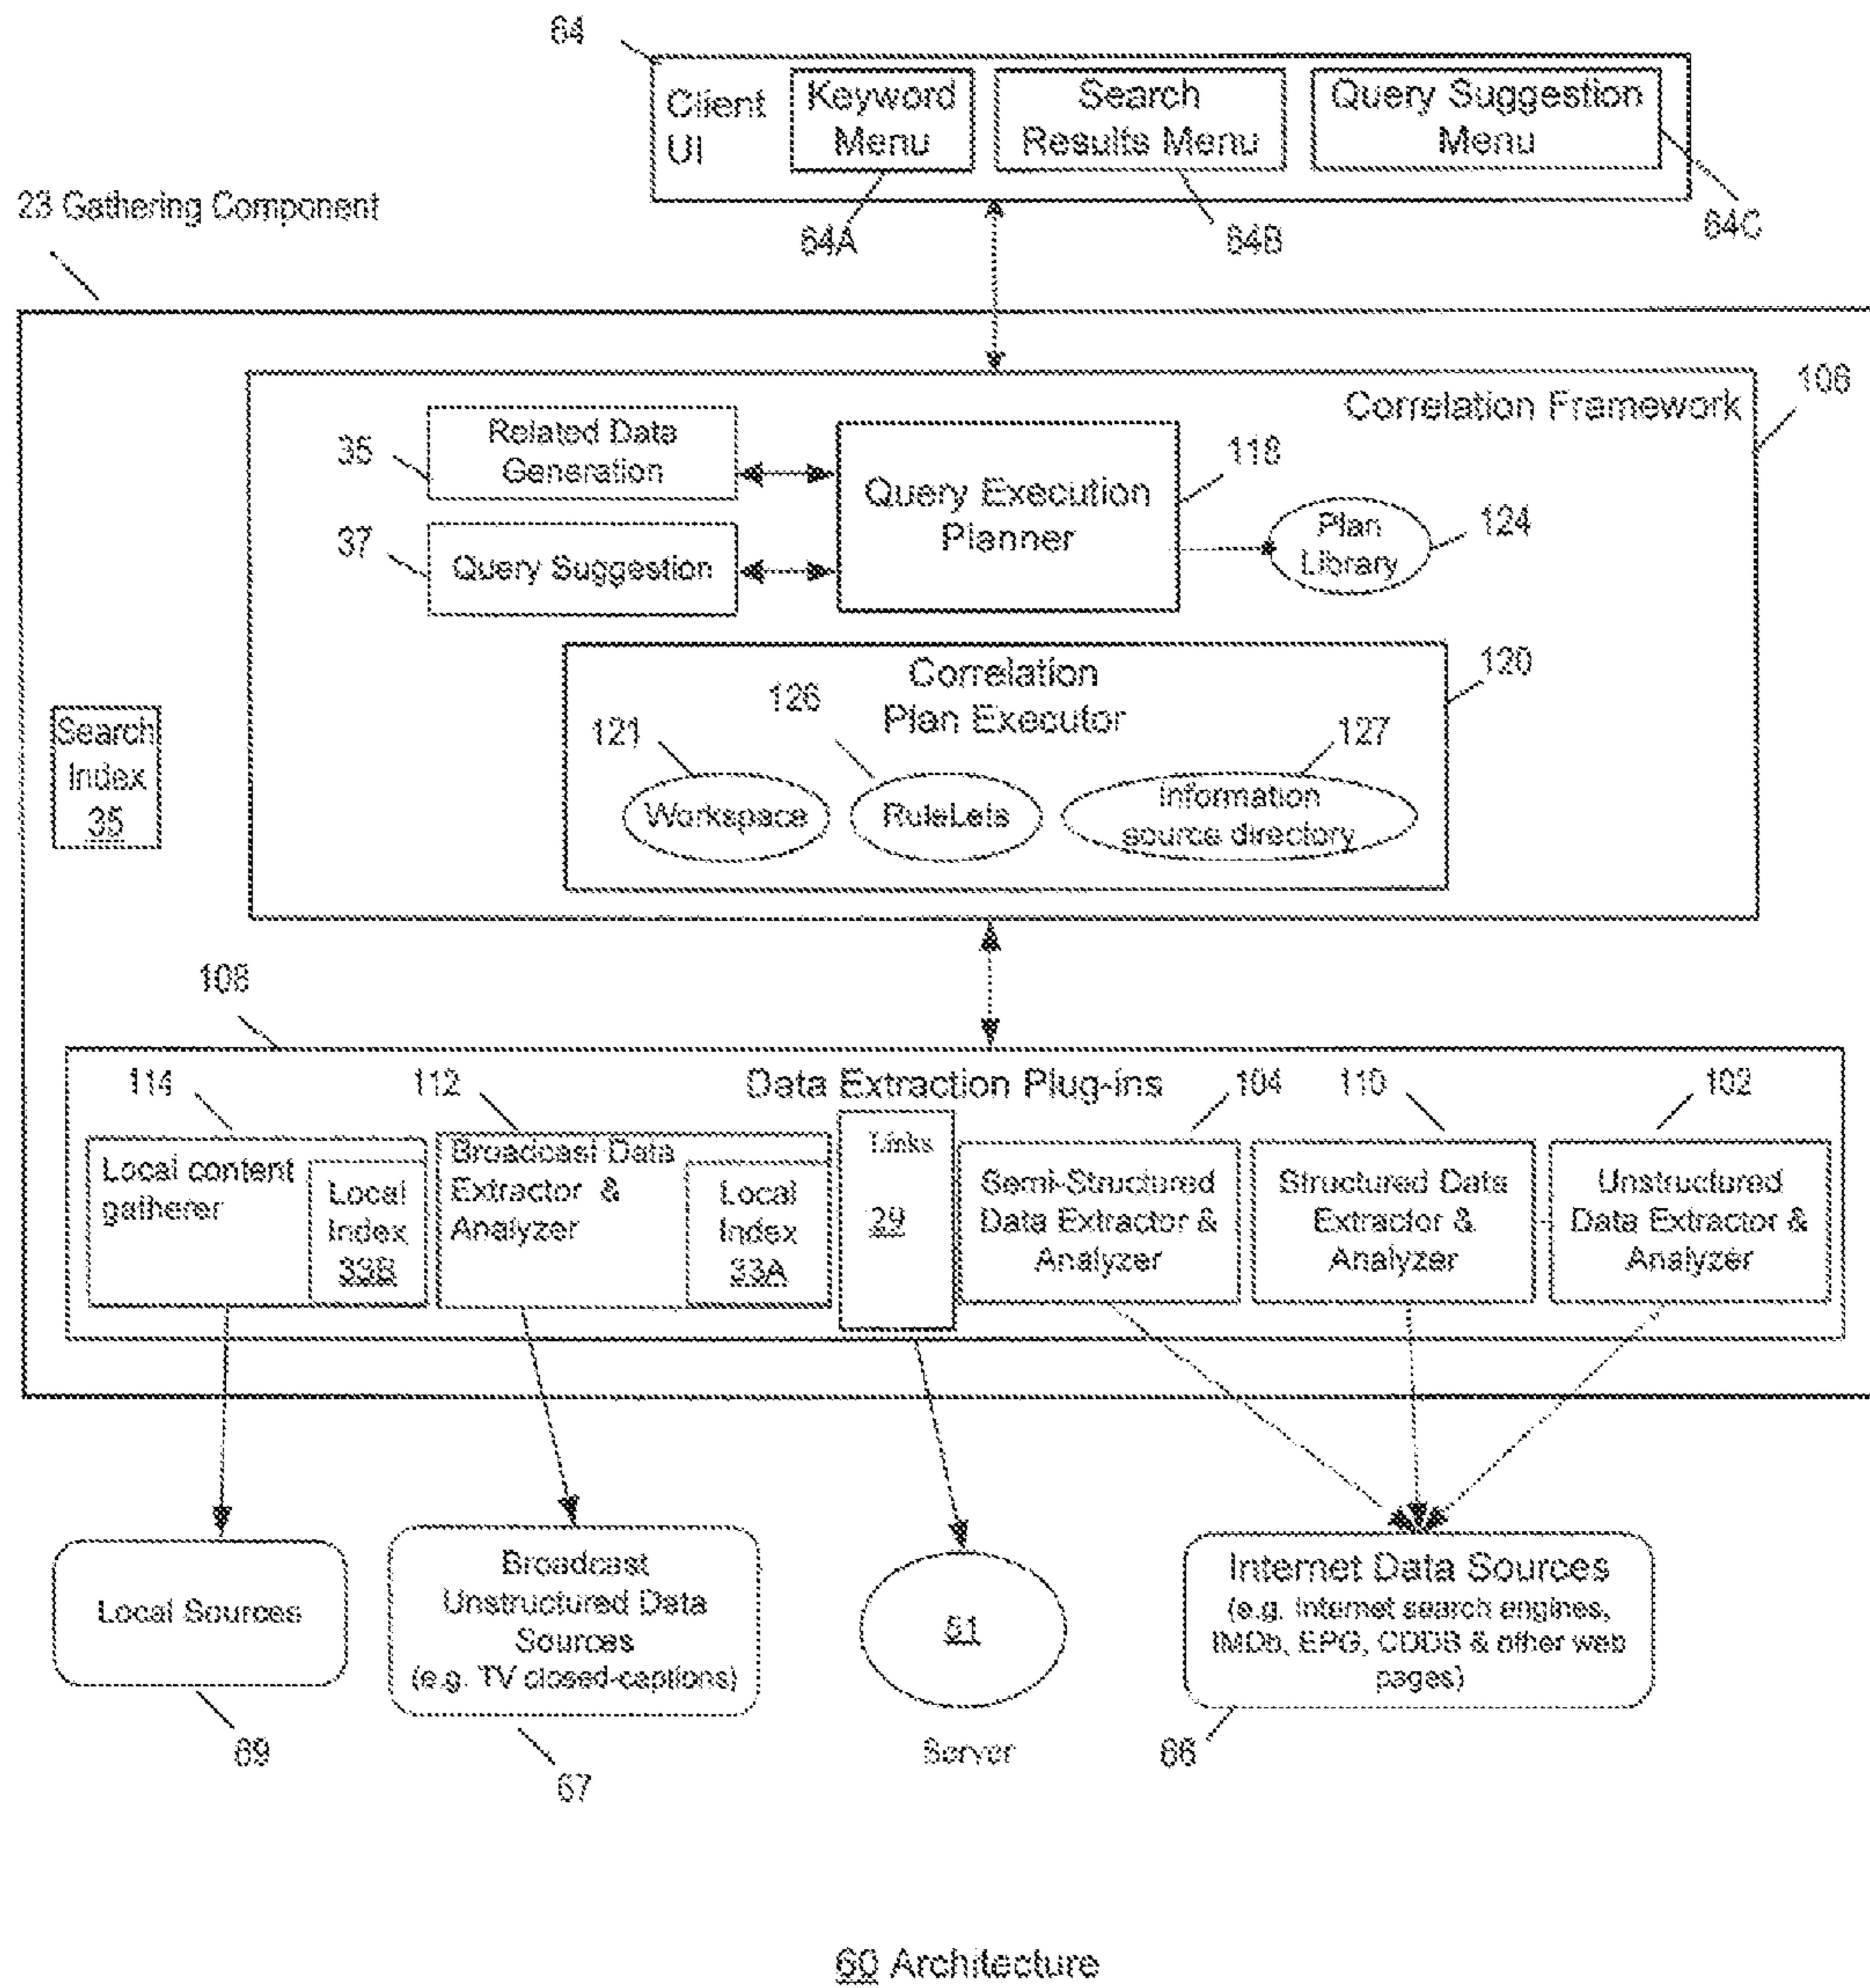 64
Client
UI
Keyword
Menu
Search
Results Menu
Query Suggestion
Menu
64A
64B
64C
23 Gathering Component
106
Correlation Framework
35
Related Data
Generation
Query Execution
Planner
118
Plan
Library
124
37
Query Suggestion
Correlation
Plan Executor
120
121
126
127
Workspace
RuleLets
Information
source directory
Search
Index
35
108
Data Extraction Plug-ins
114
112
104
110
102
Local content
gatherer
Local
Index
33B
Broadcast Data
Extractor &
Analyzer
Local
Index
33A
Links
29
Semi-Structured
Data Extractor &
Analyzer
Structured Data
Extractor &
Analyzer
Unstructured
Data Extractor &
Analyzer
Local Sources
69
Broadcast
Unstructured Data
Sources
(e.g. TV closed-captions)
67
61
Server
Internet Data Sources
(e.g. Internet search engines,
IMDb, EPG, CDDB & other web
pages)
66
60 Architecture